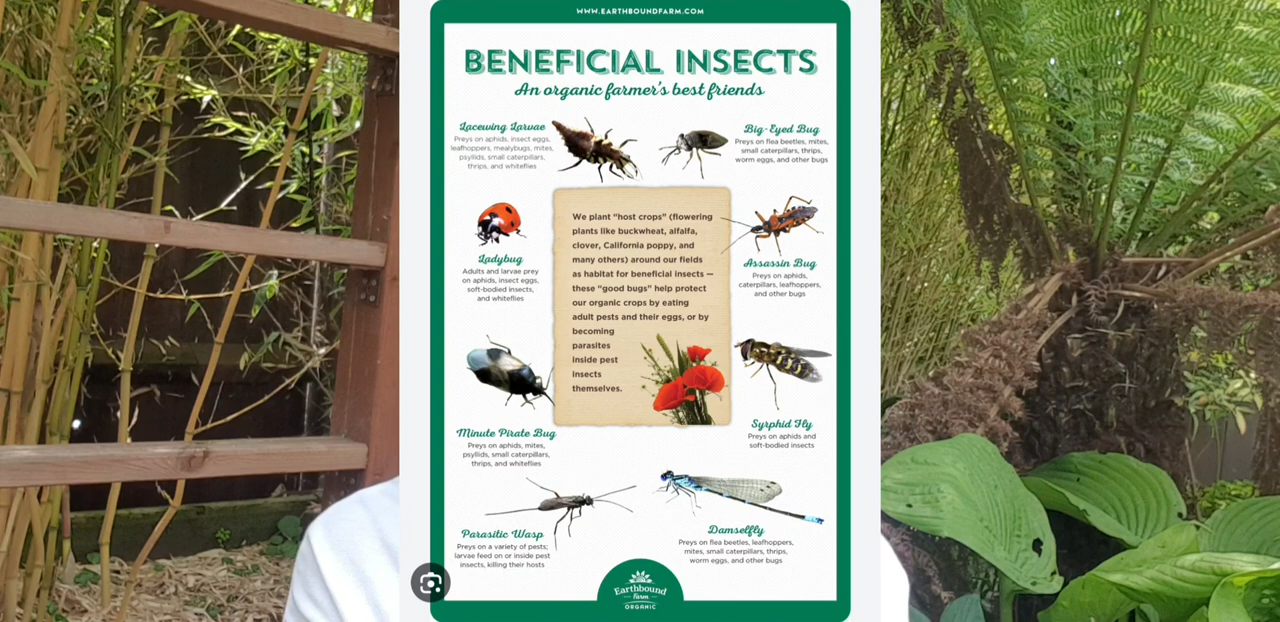 WWW.EARTHBOUNDFARM.COM
BENEFICIAL INSECTS
An organic farmer's best friends
Lacewing Larvae
Preys on aphids, insect eggs,
leafhoppers, mealybugs, mites,
psyllids, small caterpillars,
thrips, and whiteflies
Big-Eyed Bug
Preys on flea beetles, mites,
small caterpillars, thrips,
worm eggs, and other bugs
Ladybug
Adults and larvae prey
on aphids, insect eggs,
soft-bodied insects,
and whiteflies
We plant “host crops” (flowering
plants like buckwheat, alfalfa,
clover, California poppy, and
many others) around our fields
as habitat for beneficial insects —
these “good bugs” help protect
our organic crops by eating
adult pests and their eggs, or by
becoming
parasites
inside pest
insects
themselves.
Assassin Bug
Preys on aphids,
caterpillars, leafhoppers,
and other bugs
Minute Pirate Bug
Preys on aphids, mites,
psyllids, small caterpillars,
thrips, and whiteflies
Syrphid Fly
Preys on aphids and
soft-bodied insects
Parasitic Wasp
Preys on a variety of pests;
larvae feed on or inside pest
insects, killing their hosts
Damselfly
Preys on flea beetles, leafhoppers,
mites, small caterpillars, thrips,
worm eggs, and other bugs
Earthbound
Farm
ORGANIC